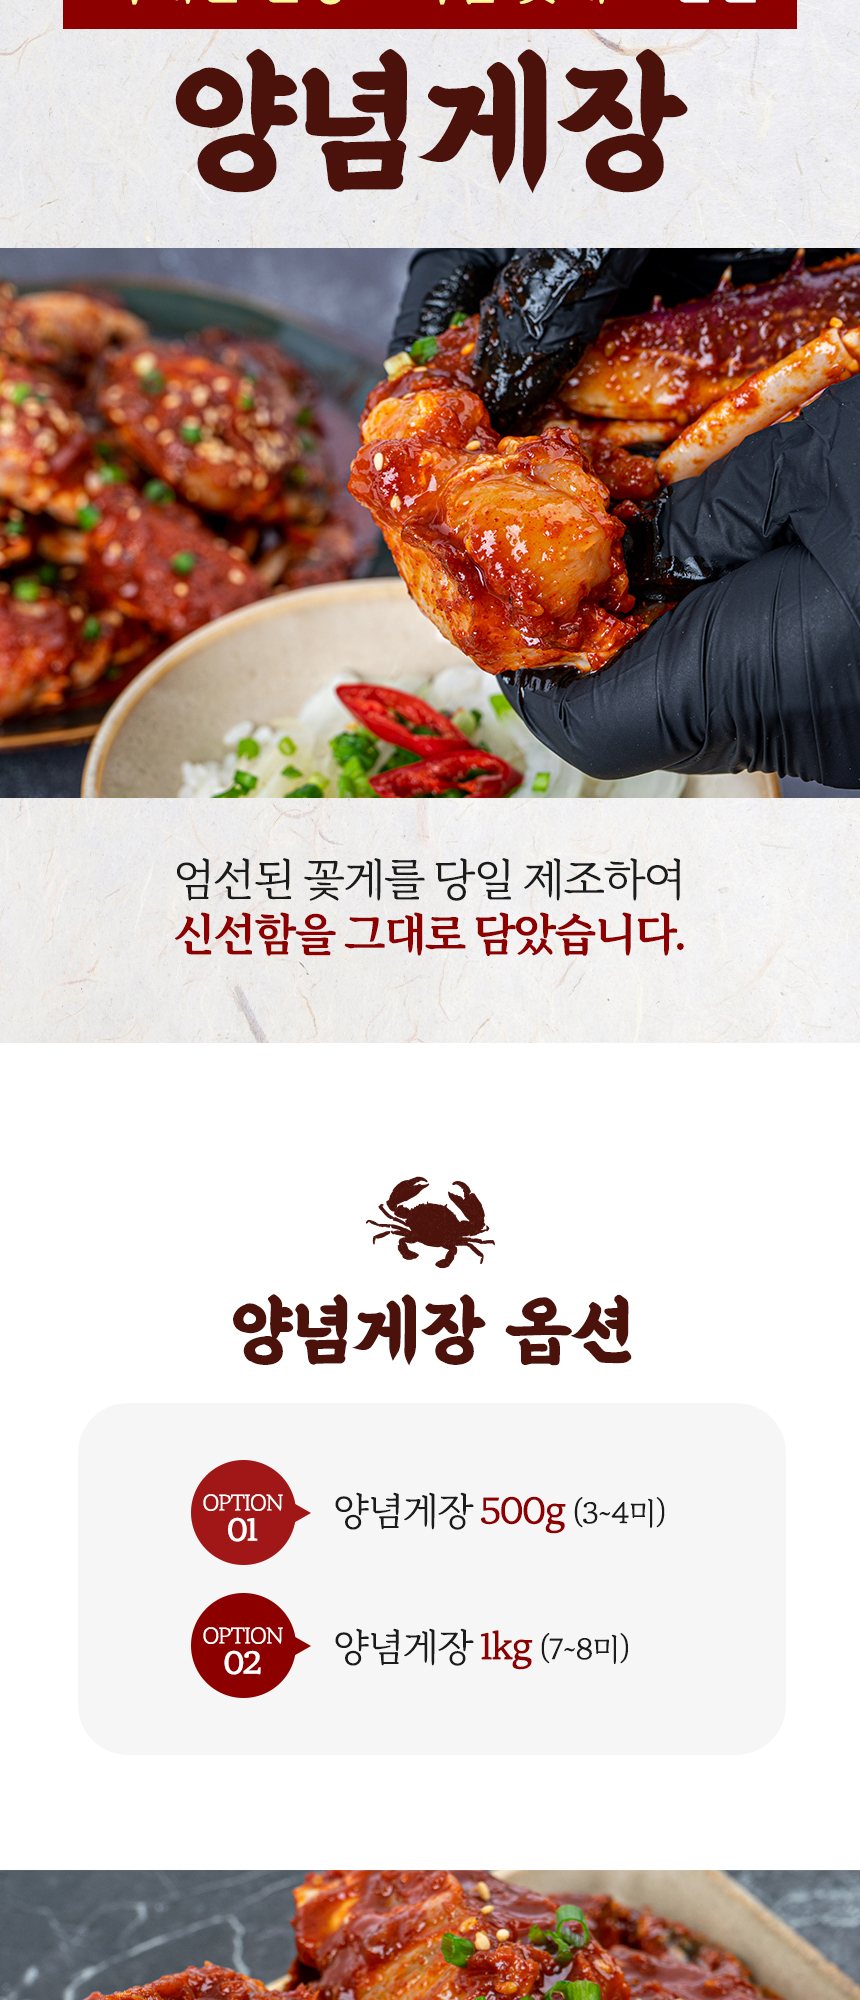 양념게장
엄선된 꽃게를 당일 제조하여
신선함을 그대로 담았습니다.
양념게장 옵션
OPTION
01
양념게장 500g (3~4미)
OPTION
02
양념게장 1kg (7~8미)